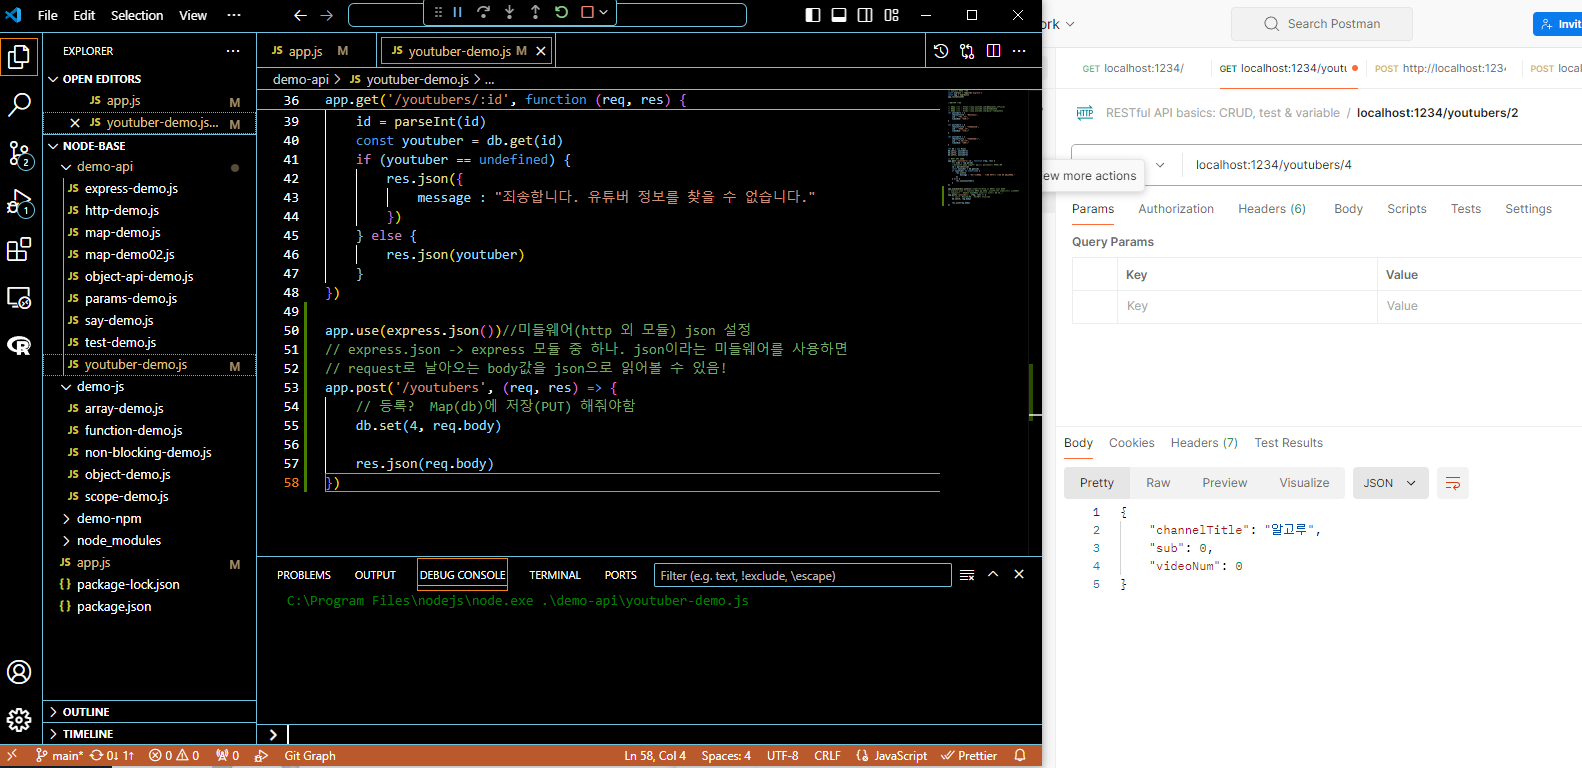 File Edit Selection View ···
EXPLORER ···
OPEN EDITORS
JS app.js M
JS youtuber-demo.js... M
NODE-BASE
demo-api
JS express-demo.js
JS http-demo.js
JS map-demo.js
JS map-demo02.js
JS object-api-demo.js
JS params-demo.js
JS say-demo.js
JS test-demo.js
JS youtuber-demo.js M
demo-js
JS array-demo.js
JS function-demo.js
JS non-blocking-demo.js
JS object-demo.js
JS scope-demo.js
demo-npm
node_modules
JS app.js M
{} package-lock.json
{} package.json
OUTLINE
TIMELINE
2
1
JS app.js M JS youtuber-demo.js M
demo-api > JS youtuber-demo.js > ...
36 app.get('/youtubers/:id', function (req, res) {
39 id = parseInt(id)
40 const youtuber = db.get(id)
41 if (youtuber == undefined) {
42 res.json({
43 message : "죄송합니다. 유튜버 정보를 찾을 수 없습니다."
44 })
45 } else {
46 res.json(youtuber)
47 }
48 })
49
50 app.use(express.json())//미들웨어(http 외 모듈) json 설정
51 // express.json -> express 모듈 중 하나. json이라는 미들웨어를 사용하면
52 // request로 날아오는 body값을 json으로 읽어볼 수 있음!
53 app.post('/youtubers', (req, res) => {
54 // 등록? Map(db)에 저장(PUT) 해줘야함
55 db.set(4, req.body)
56
57 res.json(req.body)
58 })
PROBLEMS OUTPUT DEBUG CONSOLE TERMINAL PORTS Filter (e.g. text, !exclude, \escape)
C:\Program Files\nodejs\node.exe .\demo-api\youtuber-demo.js
main* 0↓ 1↑ 0 0 0 Git Graph Ln 58, Col 4 Spaces: 4 UTF-8 CRLF {} JavaScript Prettier
ork Search Postman Invit
GET localhost:1234/ GET localhost:1234/youtu POST http://localhost:123 POST local
HTTP RESTful API basics: CRUD, test & variable / localhost:1234/youtubers/2
localhost:1234/youtubers/4
ew more actions
Params Authorization Headers (6) Body Scripts Tests Settings
Query Params
Key Value
Key Value
Body Cookies Headers (7) Test Results
Pretty Raw Preview Visualize JSON
1 {
2 "channelTitle": "알고루",
3 "sub": 0,
4 "videoNum": 0
5 }